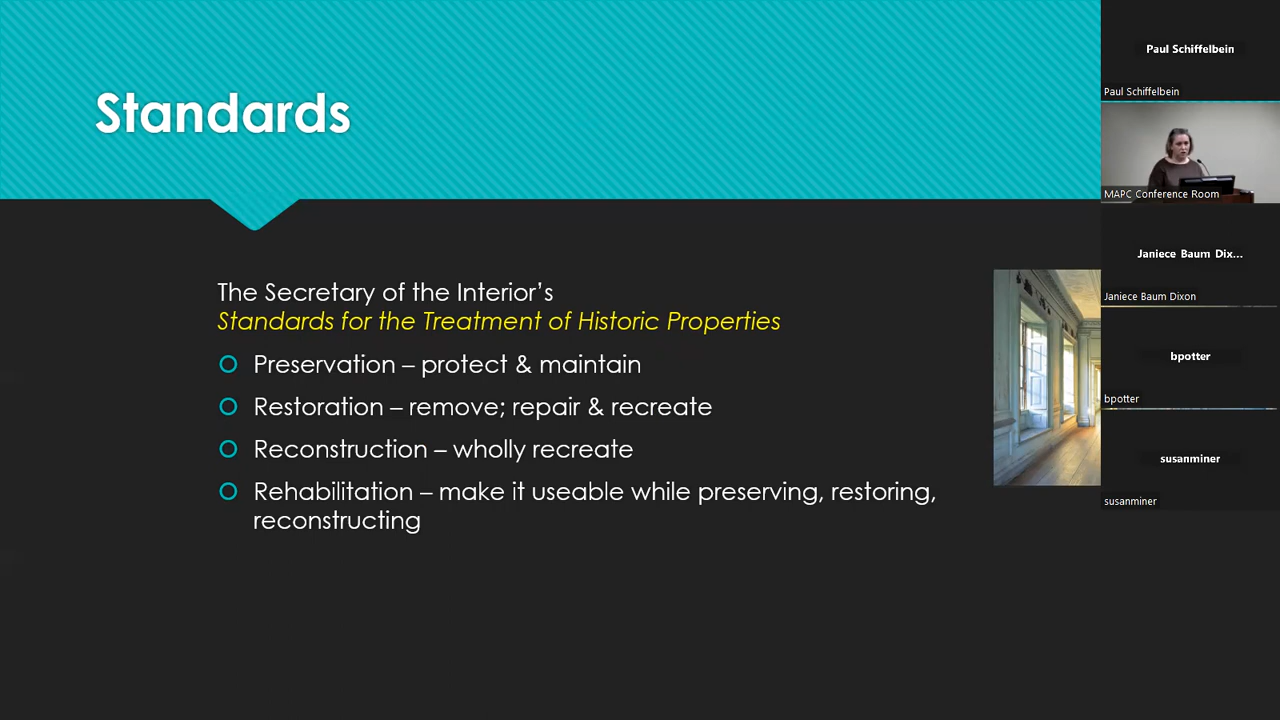 Standards
The Secretary of the Interior’s
Standards for the Treatment of Historic Properties
Preservation – protect & maintain
Restoration – remove; repair & recreate
Reconstruction – wholly recreate
Rehabilitation – make it useable while preserving, restoring,
reconstructing
Paul Schiffelbein
Paul Schiffelbein
MAPC Conference Room
Janiece Baum Dix...
Janiece Baum Dixon
bpotter
bpotter
susanminer
susanminer